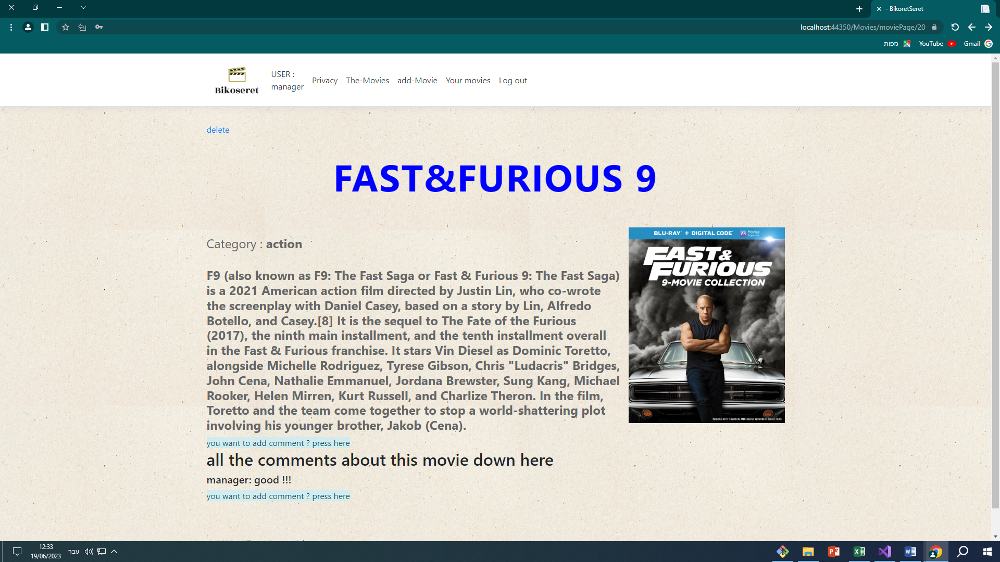 - BikoretSeret
localhost:44350/Movies/moviePage/20
מפות
YouTube
Gmail
Bikoseret
USER :
manager
Privacy
The-Movies
add-Movie
Your movies
Log out
delete
FAST&FURIOUS 9
Category : action
F9 (also known as F9: The Fast Saga or Fast & Furious 9: The Fast Saga)
is a 2021 American action film directed by Justin Lin, who co-wrote
the screenplay with Daniel Casey, based on a story by Lin, Alfredo
Botello, and Casey.[8] It is the sequel to The Fate of the Furious
(2017), the ninth main installment, and the tenth installment overall
in the Fast & Furious franchise. It stars Vin Diesel as Dominic Toretto,
alongside Michelle Rodriguez, Tyrese Gibson, Chris "Ludacris" Bridges,
John Cena, Nathalie Emmanuel, Jordana Brewster, Sung Kang, Michael
Rooker, Helen Mirren, Kurt Russell, and Charlize Theron. In the film,
Toretto and the team come together to stop a world-shattering plot
involving his younger brother, Jakob (Cena).
BLU-RAY + DIGITAL CODE
Movies
FAST&
FURIOUS
9-MOVIE COLLECTION
INCLUDES BOTH THEATRICAL AND UNRATED VERSIONS OF SELECT FILMS
you want to add comment ? press here
all the comments about this movie down here
manager: good !!!
you want to add comment ? press here
12:33
19/06/2023
עבר